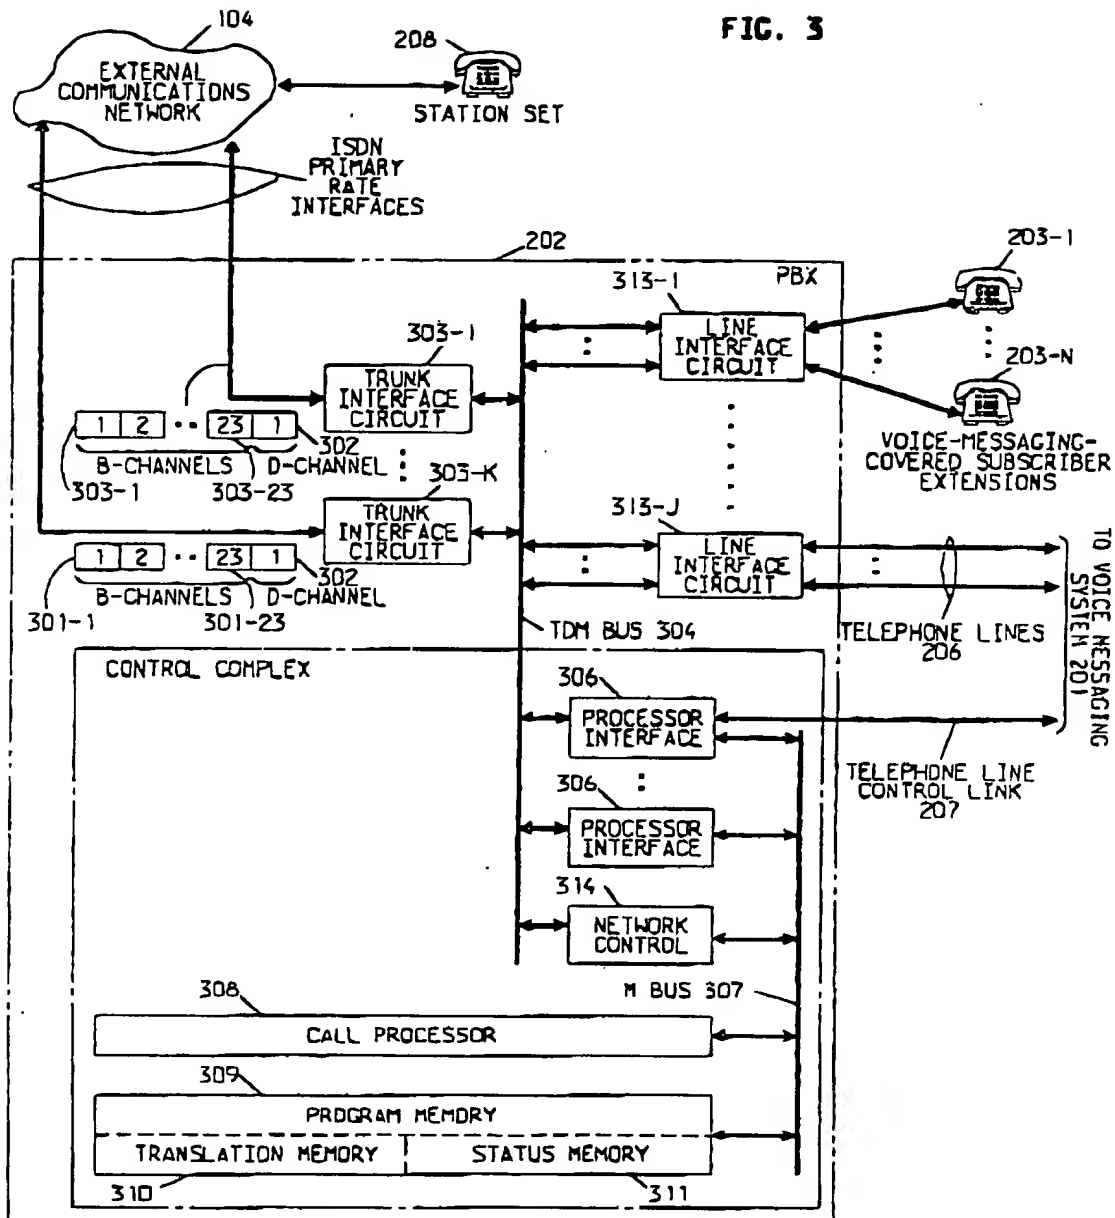 FIG. 3
104
208
EXTERNAL
COMMUNICATIONS
NETWORK
STATION SET
ISDN
PRIMARY
RATE
INTERFACES
202
PBX
203-1
313-1
LINE
INTERFACE
CIRCUIT
303-1
TRUNK
INTERFACE
CIRCUIT
203-N
1 2 23 1
302
B-CHANNELS D-CHANNEL
303-1
303-23
VOICE-MESSAGING-
COVERED SUBSCRIBER
EXTENSIONS
303-K
TRUNK
INTERFACE
CIRCUIT
313-J
LINE
INTERFACE
CIRCUIT
1 2 23 1
302
B-CHANNELS D-CHANNEL
301-1
301-23
TDM BUS 304
TELEPHONE LINES
206
TO VOICE MESSAGING
SYSTEM 201
CONTROL COMPLEX
306
PROCESSOR
INTERFACE
TELEPHONE LINE
CONTROL LINK
207
306
PROCESSOR
INTERFACE
314
NETWORK
CONTROL
M BUS 307
308
CALL PROCESSOR
309
PROGRAM MEMORY
TRANSLATION MEMORY
STATUS MEMORY
310
311